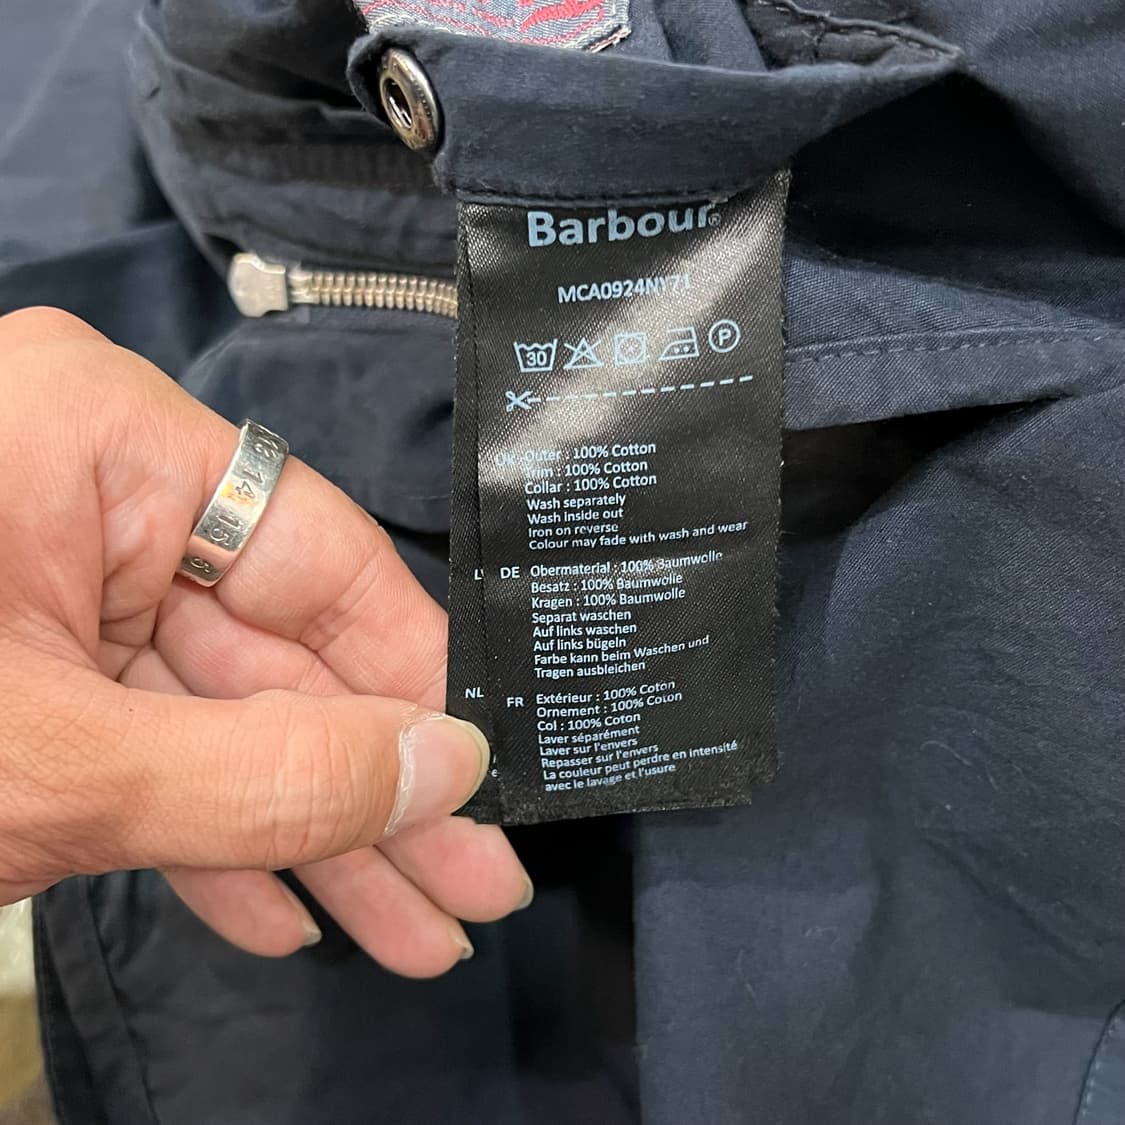 Barbour®
MCA0924NY71
30
P
UK Outer : 100% Cotton
Trim : 100% Cotton
Collar : 100% Cotton
Wash separately
Wash inside out
Iron on reverse
Colour may fade with wash and wear
DE Obermaterial : 100% Baumwolle
Besatz : 100% Baumwolle
Kragen : 100% Baumwolle
Separat waschen
Auf links waschen
Auf links bügeln
Farbe kann beim Waschen und
Tragen ausbleichen
NL
FR Extérieur : 100% Coton
Ornement : 100% Coton
Col : 100% Coton
Laver séparément
Laver sur l'envers
Repasser sur l'envers
La couleur peut perdre en intensité
avec le lavage et l'usure
14 15